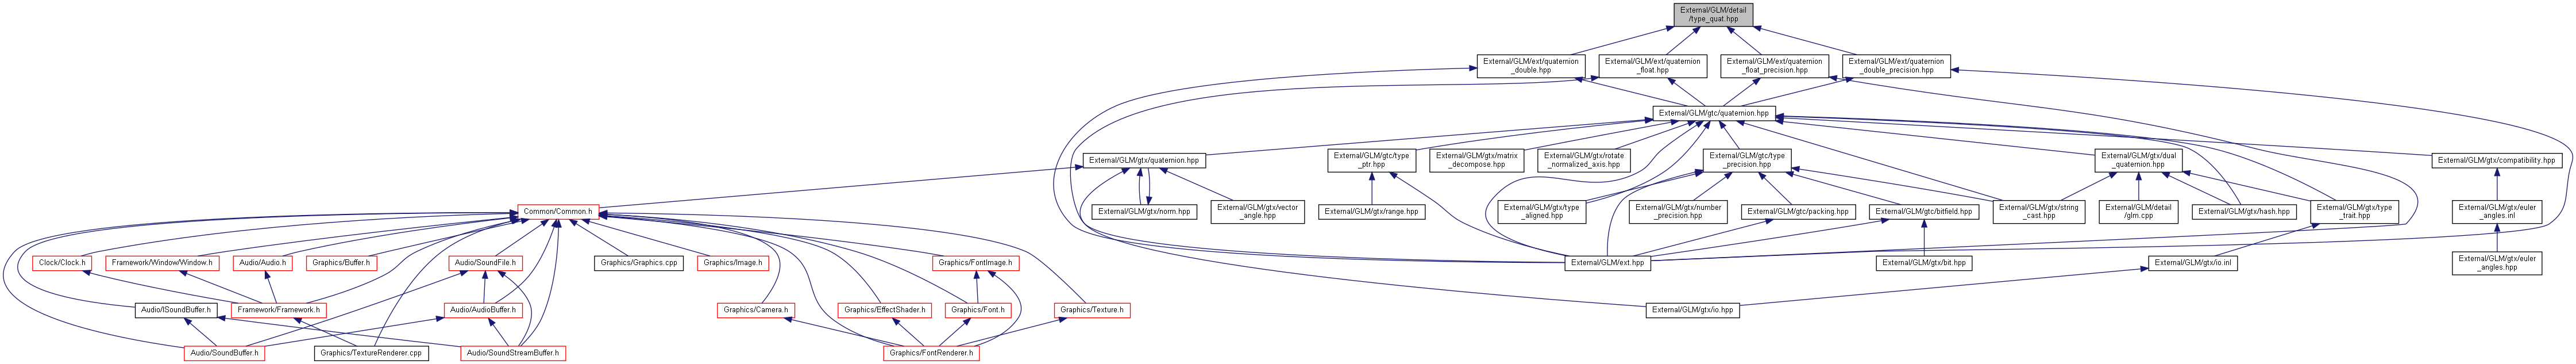 External/GLM/detail
/type_quat.hpp
External/GLM/ext/quaternion
_double.hpp
External/GLM/ext/quaternion
_float.hpp
External/GLM/ext/quaternion
_float_precision.hpp
External/GLM/ext/quaternion
_double_precision.hpp
External/GLM/gtc/quaternion.hpp
External/GLM/gtx/quaternion.hpp
External/GLM/gtc/type
_ptr.hpp
External/GLM/gtx/matrix
_decompose.hpp
External/GLM/gtx/rotate
_normalized_axis.hpp
External/GLM/gtc/type
_precision.hpp
External/GLM/gtx/dual
_quaternion.hpp
External/GLM/gtx/compatibility.hpp
Common/Common.h
External/GLM/gtx/norm.hpp
External/GLM/gtx/vector
_angle.hpp
External/GLM/gtx/range.hpp
External/GLM/gtx/type
_aligned.hpp
External/GLM/gtx/number
_precision.hpp
External/GLM/gtc/packing.hpp
External/GLM/gtc/bitfield.hpp
External/GLM/gtx/string
_cast.hpp
External/GLM/detail
/glm.cpp
External/GLM/gtx/hash.hpp
External/GLM/gtx/type
_trait.hpp
External/GLM/gtx/euler
_angles.inl
Clock/Clock.h
Framework/Window/Window.h
Audio/Audio.h
Graphics/Buffer.h
Audio/SoundFile.h
Graphics/Graphics.cpp
Graphics/Image.h
Graphics/FontImage.h
External/GLM/ext.hpp
External/GLM/gtx/bit.hpp
External/GLM/gtx/io.inl
External/GLM/gtx/euler
_angles.hpp
Audio/ISoundBuffer.h
Framework/Framework.h
Audio/AudioBuffer.h
Graphics/Camera.h
Graphics/EffectShader.h
Graphics/Font.h
Graphics/Texture.h
External/GLM/gtx/io.hpp
Audio/SoundBuffer.h
Graphics/TextureRenderer.cpp
Audio/SoundStreamBuffer.h
Graphics/FontRenderer.h